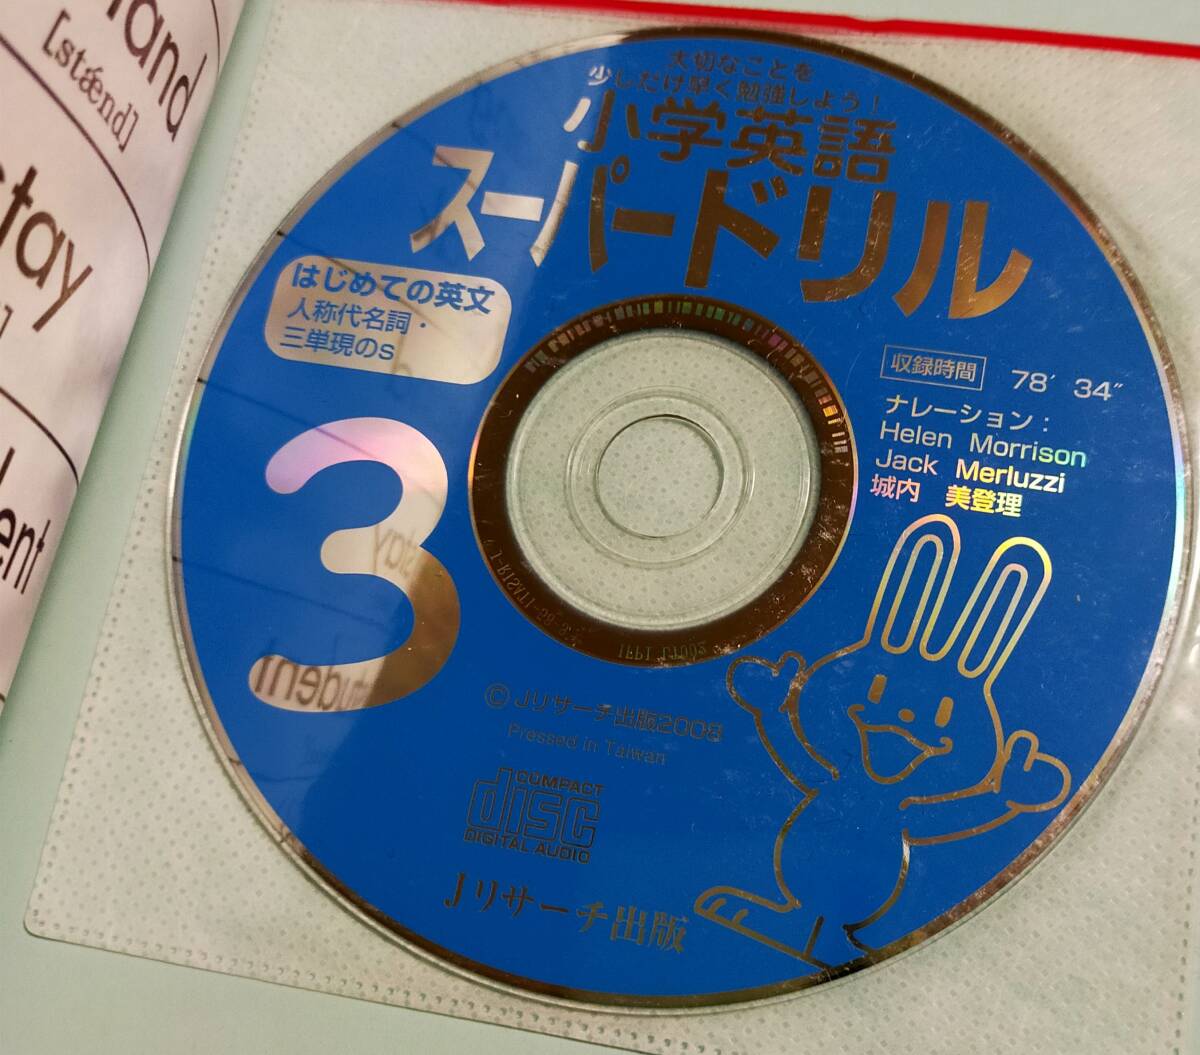 and
[stǽnd]
stay
]
dent
大切なことを
少しだけ早く勉強しよう!
小学英語
スーパードリル
はじめての英文
人称代名詞・
三単現のs
3
収録時間 78′ 34″
ナレーション:
Helen Morrison
Jack Merluzzi
城内 美登理
© Jリサーチ出版2008
Pressed in Taiwan
COMPACT
disc
DIGITAL AUDIO
Jリサーチ出版
stay
student